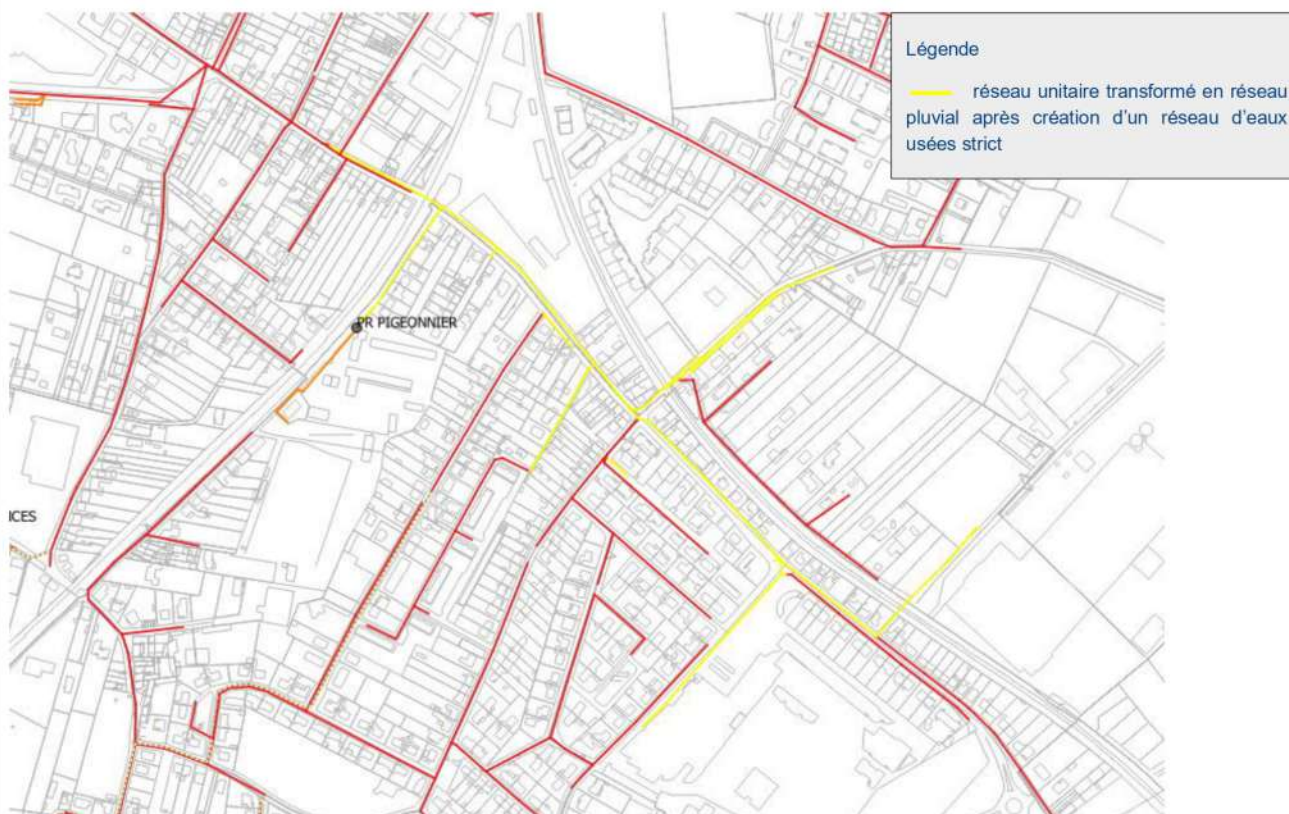 Légende
réseau unitaire transformé en réseau
pluvial après création d'un réseau d'eaux
usées strict
PR PIGEONNIER
ICES